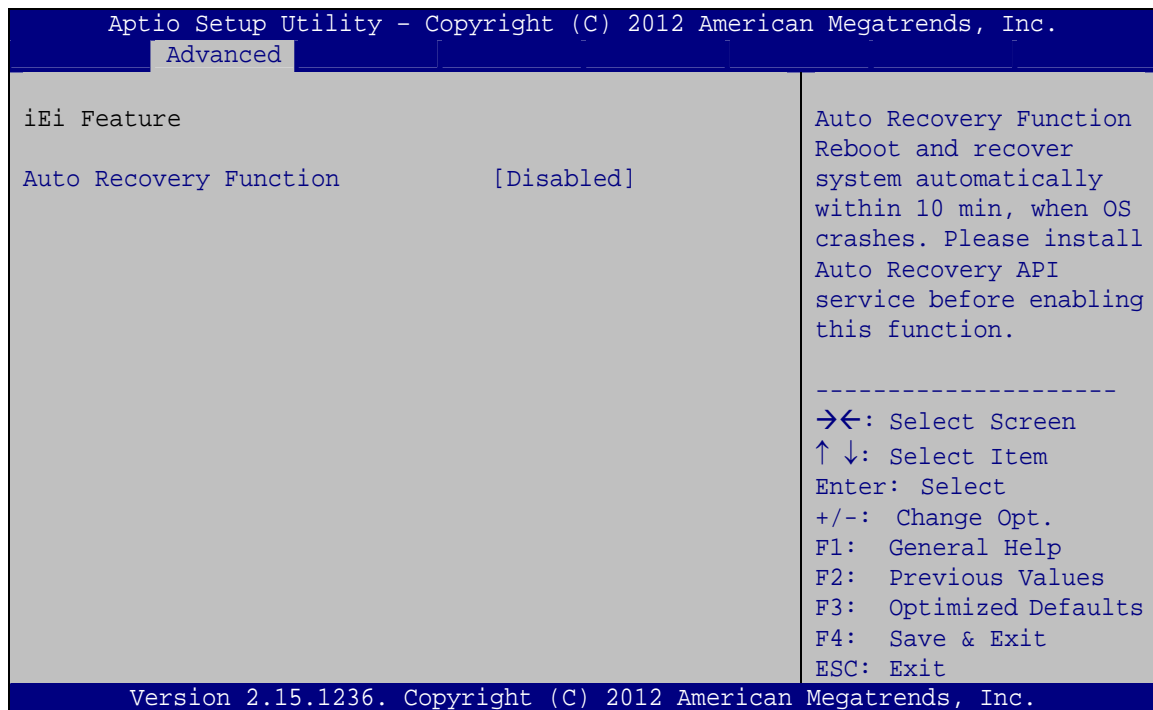 Aptio Setup Utility – Copyright (C) 2012 American Megatrends, Inc.
Advanced
iEi Feature
Auto Recovery Function [Disabled]
Auto Recovery Function
Reboot and recover
system automatically
within 10 min, when OS
crashes. Please install
Auto Recovery API
service before enabling
this function.
---------------------
→←: Select Screen
↑ ↓: Select Item
Enter: Select
+/-: Change Opt.
F1: General Help
F2: Previous Values
F3: Optimized Defaults
F4: Save & Exit
ESC: Exit
Version 2.15.1236. Copyright (C) 2012 American Megatrends, Inc.